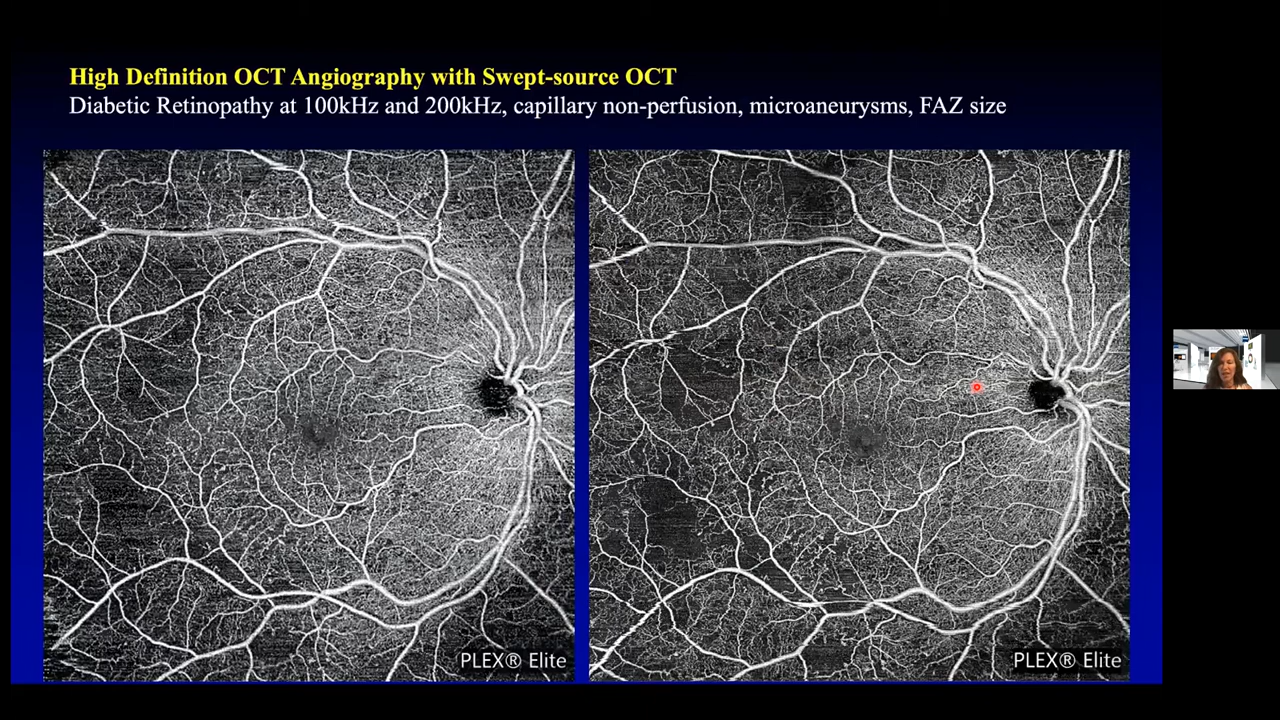 High Definition OCT Angiography with Swept-source OCT
Diabetic Retinopathy at 100kHz and 200kHz, capillary non-perfusion, microaneurysms, FAZ size
PLEX® Elite
PLEX® Elite